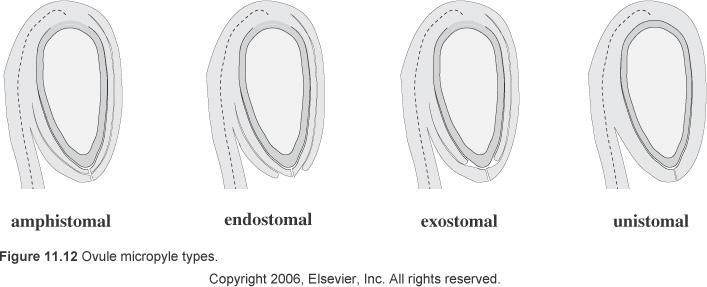 amphistomal endostomal exostomal unistomal
Figure 11.12 Ovule micropyle types.
Copyright 2006, Elsevier, Inc. All rights reserved.